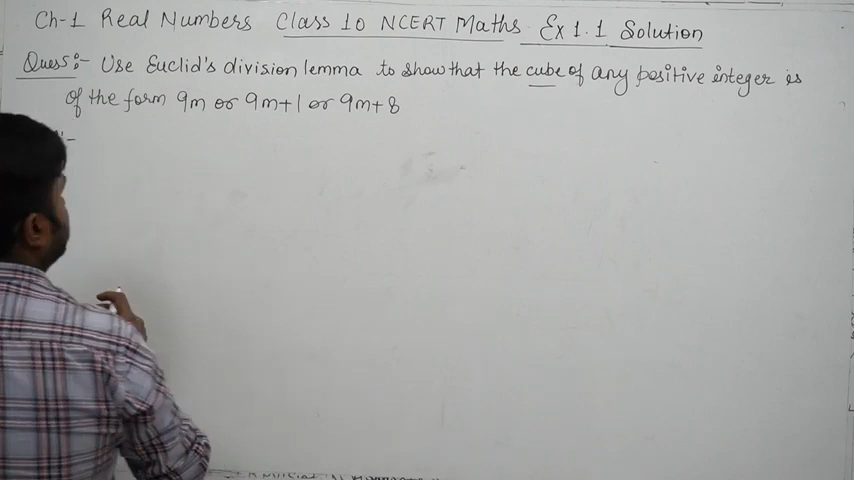 Ch-1 Real Numbers Class 10 NCERT Maths Ex 1.1 Solution
Ques:- Use Euclid's division lemma to show that the cube of any positive integer is
of the form 9m or 9m+1 or 9m+8